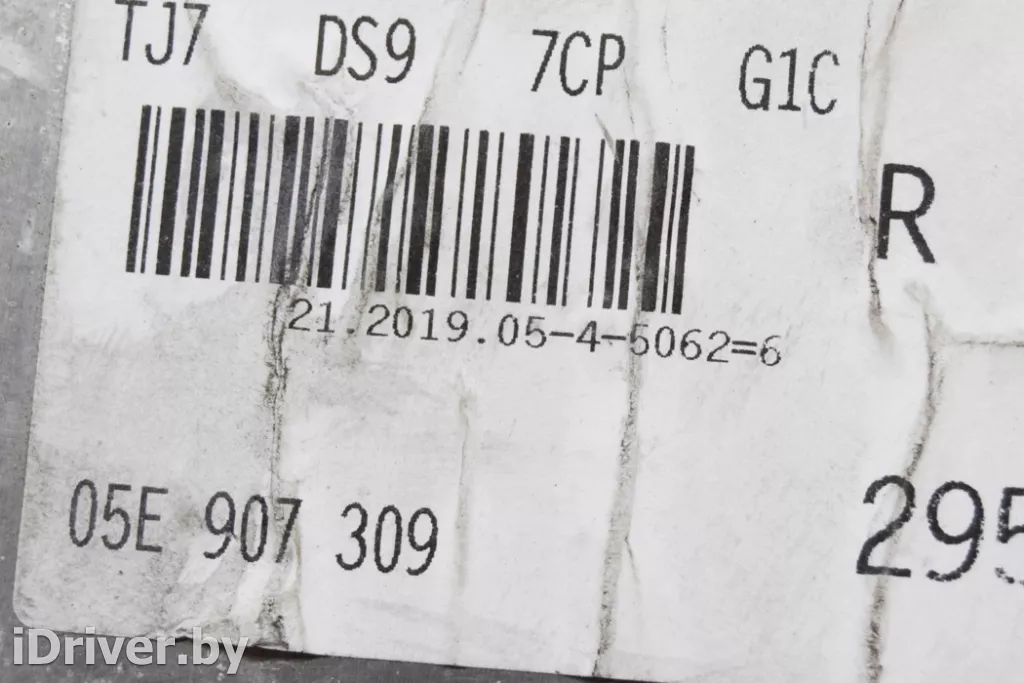 TJ7 DS9 7CP G1C
R
21.2019.05-4-5062=6
05E 907 309 295
iDriver.by